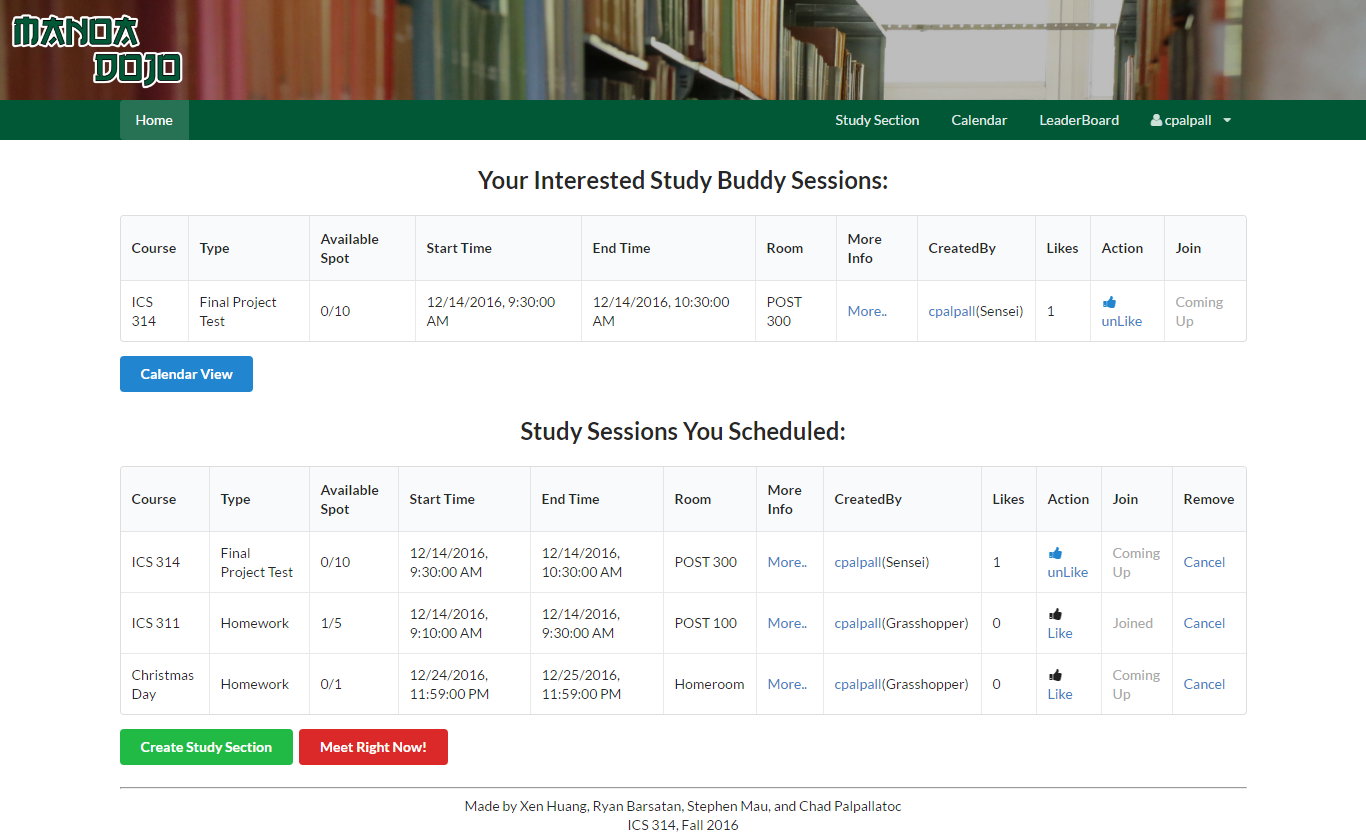 MANOA
DOJO
Home Study Section Calendar LeaderBoard cpalpall
Your Interested Study Buddy Sessions:
Course Type Available Spot Start Time End Time Room More Info CreatedBy Likes Action Join
ICS 314 Final Project Test 0/10 12/14/2016, 9:30:00 AM 12/14/2016, 10:30:00 AM POST 300 More.. cpalpall(Sensei) 1 unLike Coming Up
Calendar View
Study Sessions You Scheduled:
Course Type Available Spot Start Time End Time Room More Info CreatedBy Likes Action Join Remove
ICS 314 Final Project Test 0/10 12/14/2016, 9:30:00 AM 12/14/2016, 10:30:00 AM POST 300 More.. cpalpall(Sensei) 1 unLike Coming Up Cancel
ICS 311 Homework 1/5 12/14/2016, 9:10:00 AM 12/14/2016, 9:30:00 AM POST 100 More.. cpalpall(Grasshopper) 0 Like Joined Cancel
Christmas Day Homework 0/1 12/24/2016, 11:59:00 PM 12/25/2016, 11:59:00 PM Homeroom More.. cpalpall(Grasshopper) 0 Like Coming Up Cancel
Create Study Section Meet Right Now!
Made by Xen Huang, Ryan Barsatan, Stephen Mau, and Chad Palpallatoc
ICS 314, Fall 2016